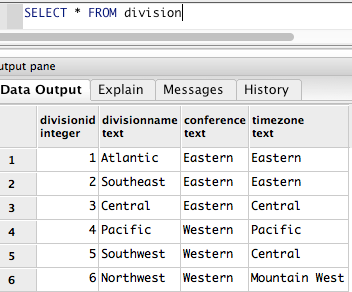 SELECT * FROM division
utput pane
Data Output Explain Messages History
divisionid divisionname conference timezone
integer text text text
1 1 Atlantic Eastern Eastern
2 2 Southeast Eastern Eastern
3 3 Central Eastern Central
4 4 Pacific Western Pacific
5 5 Southwest Western Central
6 6 Northwest Western Mountain West